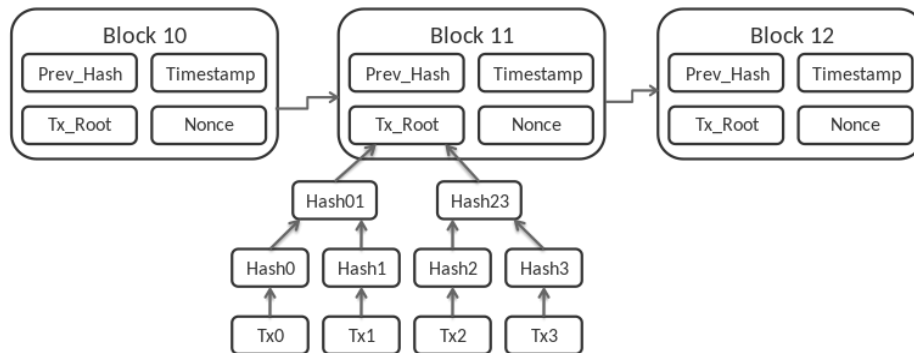 Block 10
Block 11
Block 12
Prev_Hash Timestamp
Prev_Hash Timestamp
Prev_Hash Timestamp
Tx_Root Nonce
Tx_Root Nonce
Tx_Root Nonce
Hash01 Hash23
Hash0 Hash1 Hash2 Hash3
Tx0 Tx1 Tx2 Tx3